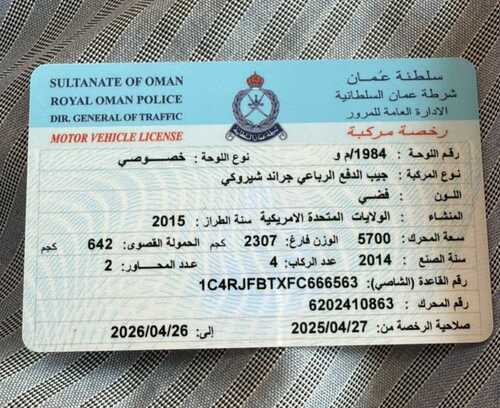 SULTANATE OF OMAN
ROYAL OMAN POLICE
DIR. GENERAL OF TRAFFIC
MOTOR VEHICLE LICENSE
سلطنة عُمان
شرطة عمان السلطانية
الادارة العامة للمرور
رخصة مركبة
شرطة عمان السلطانية
رقم اللوحة: 1984/م و نوع اللوحة: خصوصي
نوع المركبة: جيب الدفع الرباعي جراند شيروكي
اللون: فضي
المنشاء: الولايات المتحدة الامريكية سنة الطراز: 2015
سعة المحرك: 5700 الوزن فارغ: 2307 كجم الحمولة القصوى: 642 كجم
سنة الصنع: 2014 عدد الركاب: 4 عدد المحاور: 2
رقم القاعدة (الشاصي): 1C4RJFBTXFC666563
رقم المحرك: 6202410863
صلاحية الرخصة من: 2025/04/27 إلى: 2026/04/26